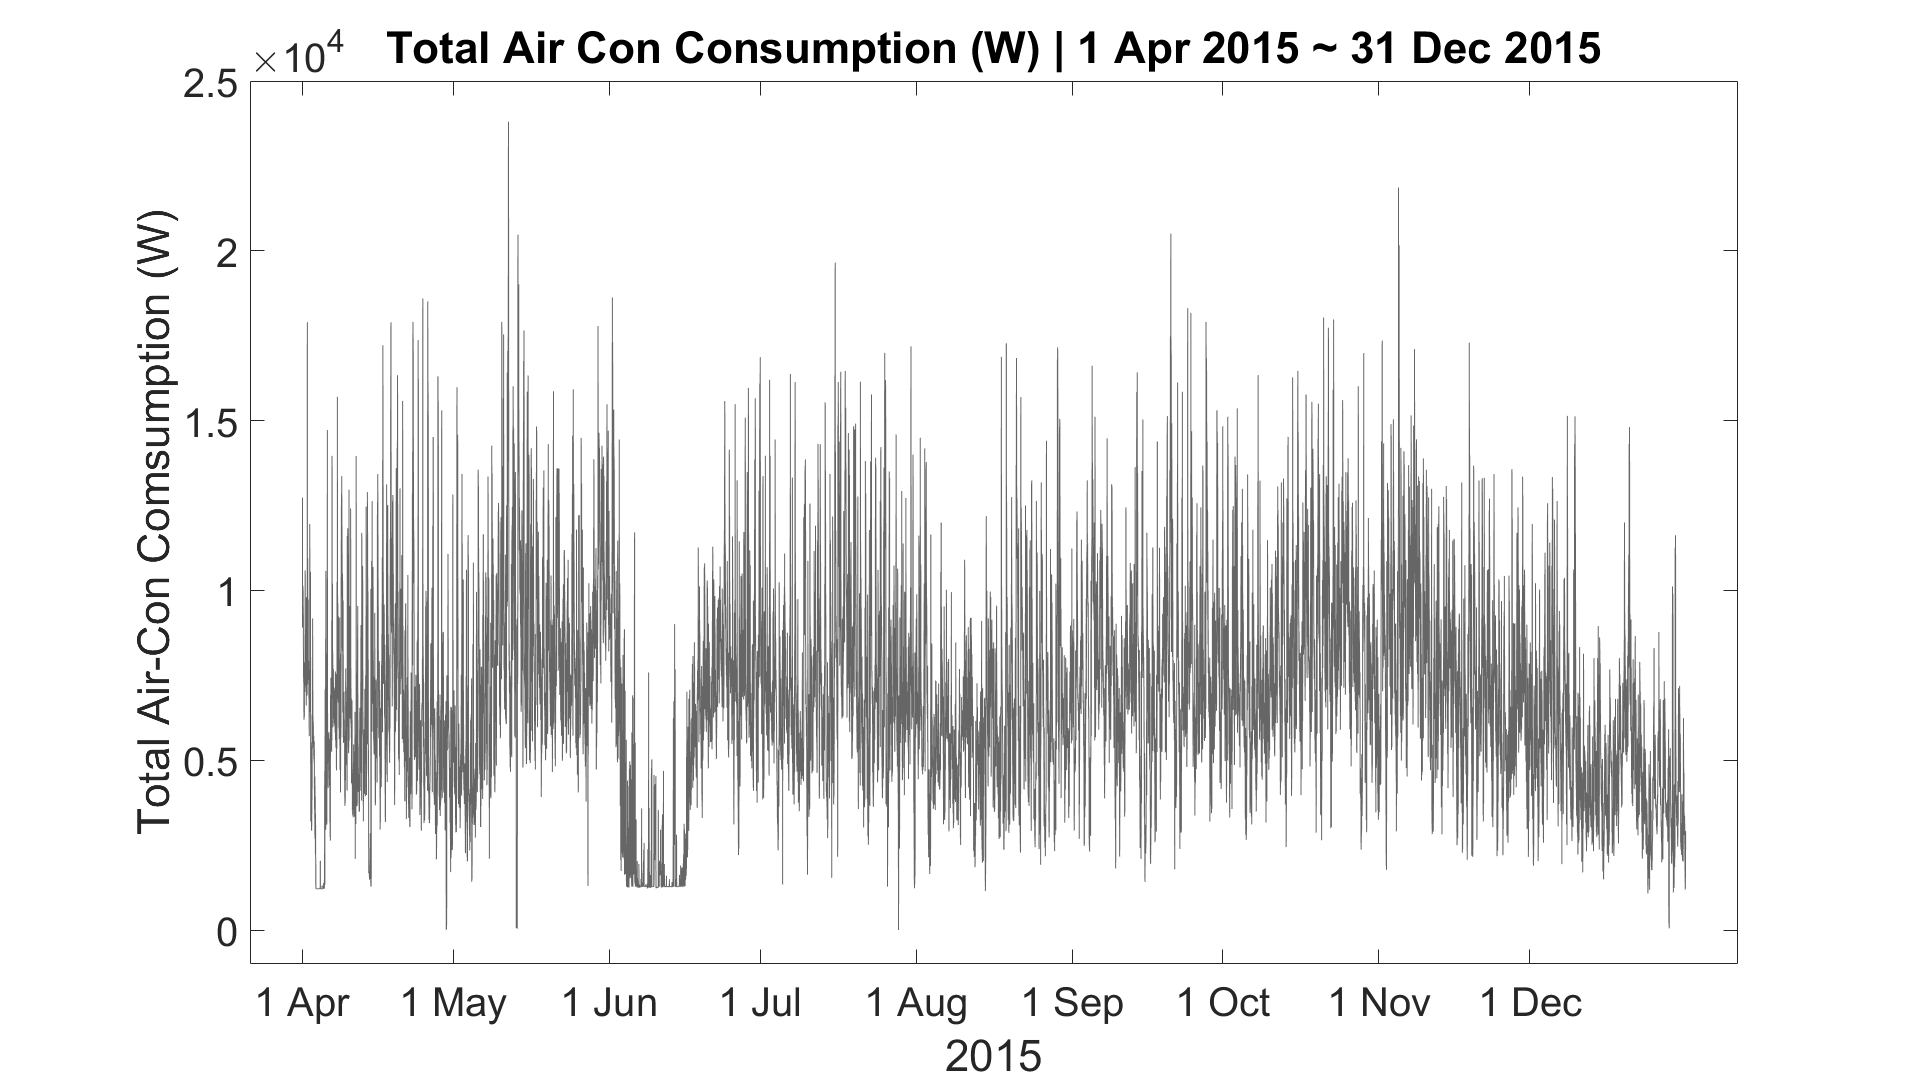 ×10⁴
Total Air Con Consumption (W) | 1 Apr 2015 ~ 31 Dec 2015
Total Air-Con Comsumption (W)
2.5
2
1.5
1
0.5
0
1 Apr 1 May 1 Jun 1 Jul 1 Aug 1 Sep 1 Oct 1 Nov 1 Dec
2015